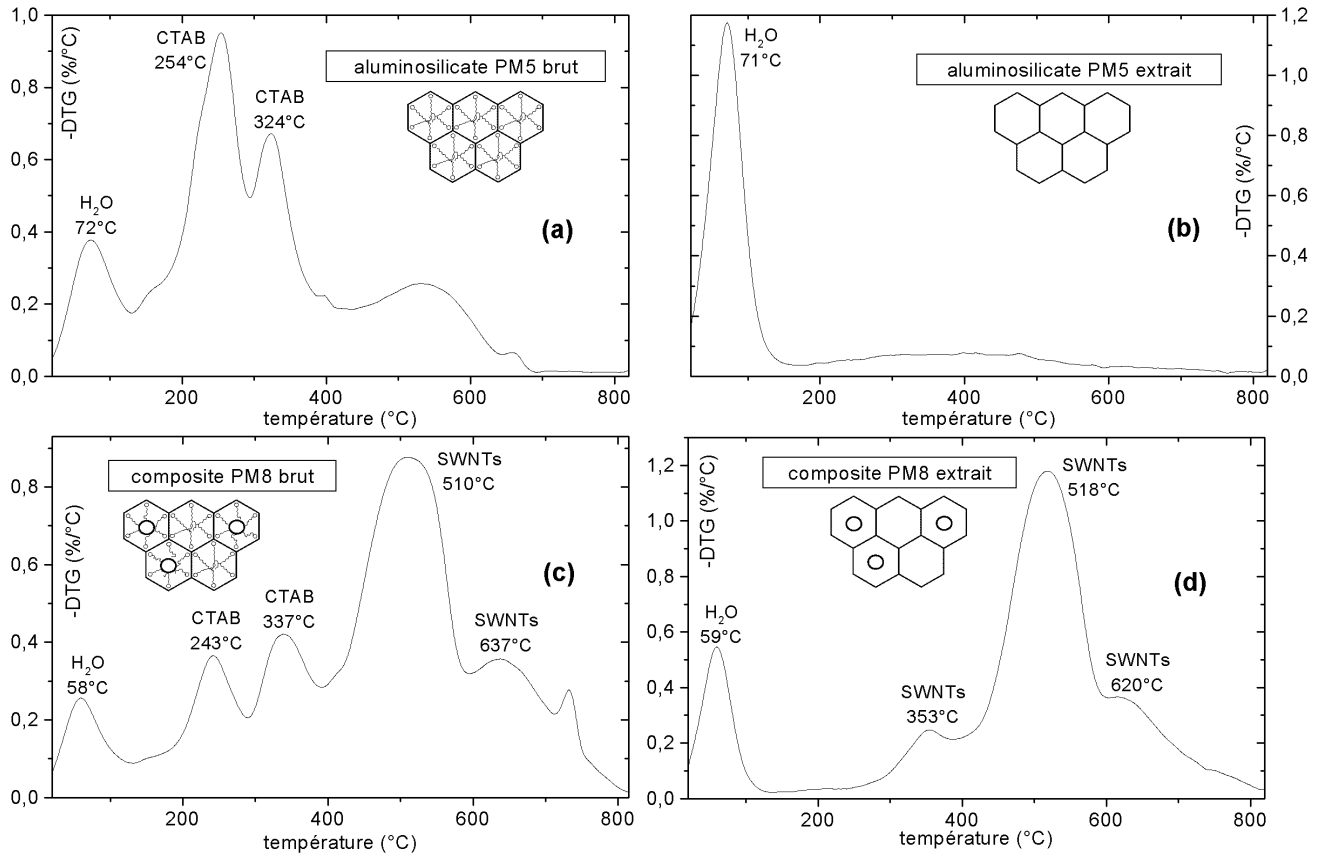 1,0
0,8
0,6
0,4
0,2
0,0
-DTG (%/°C)
CTAB
254°C
CTAB
324°C
H2O
72°C
aluminosilicate PM5 brut
(a)
200
400
600
800
température (°C)
H2O
71°C
aluminosilicate PM5 extrait
(b)
1,2
1,0
0,8
0,6
0,4
0,2
0,0
-DTG (%/°C)
200
400
600
800
température (°C)
0,8
0,6
0,4
0,2
0,0
-DTG (%/°C)
composite PM8 brut
SWNTs
510°C
(c)
CTAB
243°C
CTAB
337°C
SWNTs
637°C
H2O
58°C
200
400
600
800
température (°C)
1,2
1,0
0,8
0,6
0,4
0,2
0,0
-DTG (%/°C)
composite PM8 extrait
SWNTs
518°C
(d)
H2O
59°C
SWNTs
353°C
SWNTs
620°C
200
400
600
800
température (°C)